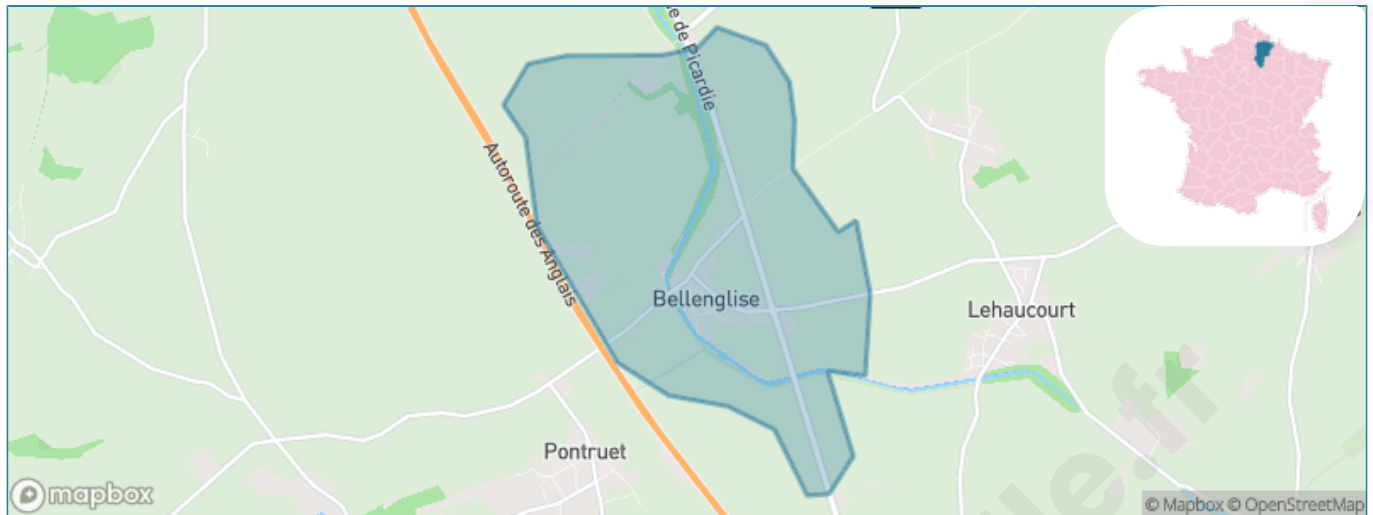 e de Picardie
Autoroute des Anglais
Bellenglise
Lehaucourt
Pontruet
mapbox
© Mapbox © OpenStreetMap